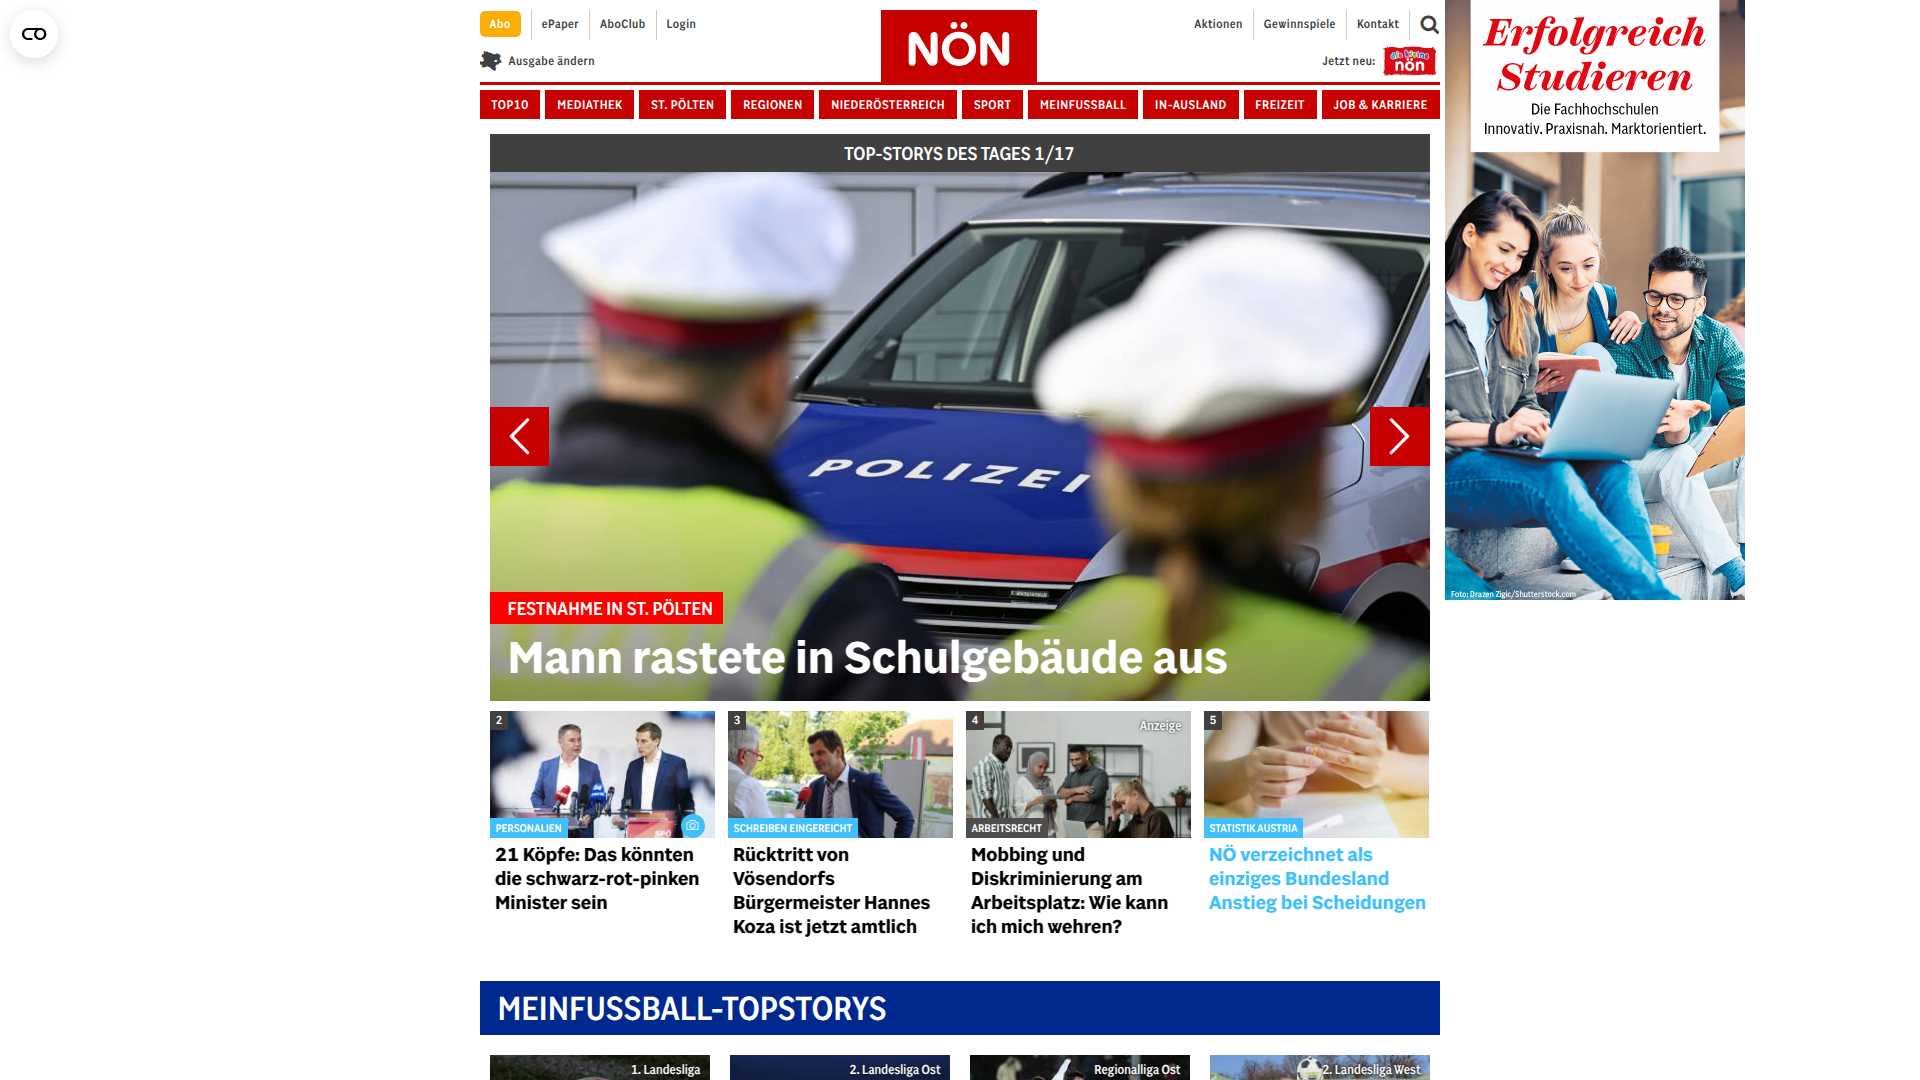 Abo
ePaper
AboClub
Login
NÖN
Aktionen
Gewinnspiele
Kontakt
Ausgabe ändern
Jetzt neu:
die kleine
nön
TOP10
MEDIATHEK
ST. PÖLTEN
REGIONEN
NIEDERÖSTERREICH
SPORT
MEINFUSSBALL
IN-AUSLAND
FREIZEIT
JOB & KARRIERE
TOP-STORYS DES TAGES 1/17
POLIZEI
FESTNAHME IN ST. PÖLTEN
Mann rastete in Schulgebäude aus
2
PERSONALIEN
SPÖ
21 Köpfe: Das könnten
die schwarz-rot-pinken
Minister sein
3
SCHREIBEN EINGEREICHT
Rücktritt von
Vösendorfs
Bürgermeister Hannes
Koza ist jetzt amtlich
4
Anzeige
ARBEITSRECHT
Mobbing und
Diskriminierung am
Arbeitsplatz: Wie kann
ich mich wehren?
5
STATISTIK AUSTRIA
NÖ verzeichnet als
einziges Bundesland
Anstieg bei Scheidungen
MEINFUSSBALL-TOPSTORYS
1. Landesliga
2. Landesliga Ost
Regionalliga Ost
2. Landesliga West
Erfolgreich
Studieren
Die Fachhochschulen
Innovativ. Praxisnah. Marktorientiert.
Foto: Drazen Zigic/Shutterstock.com